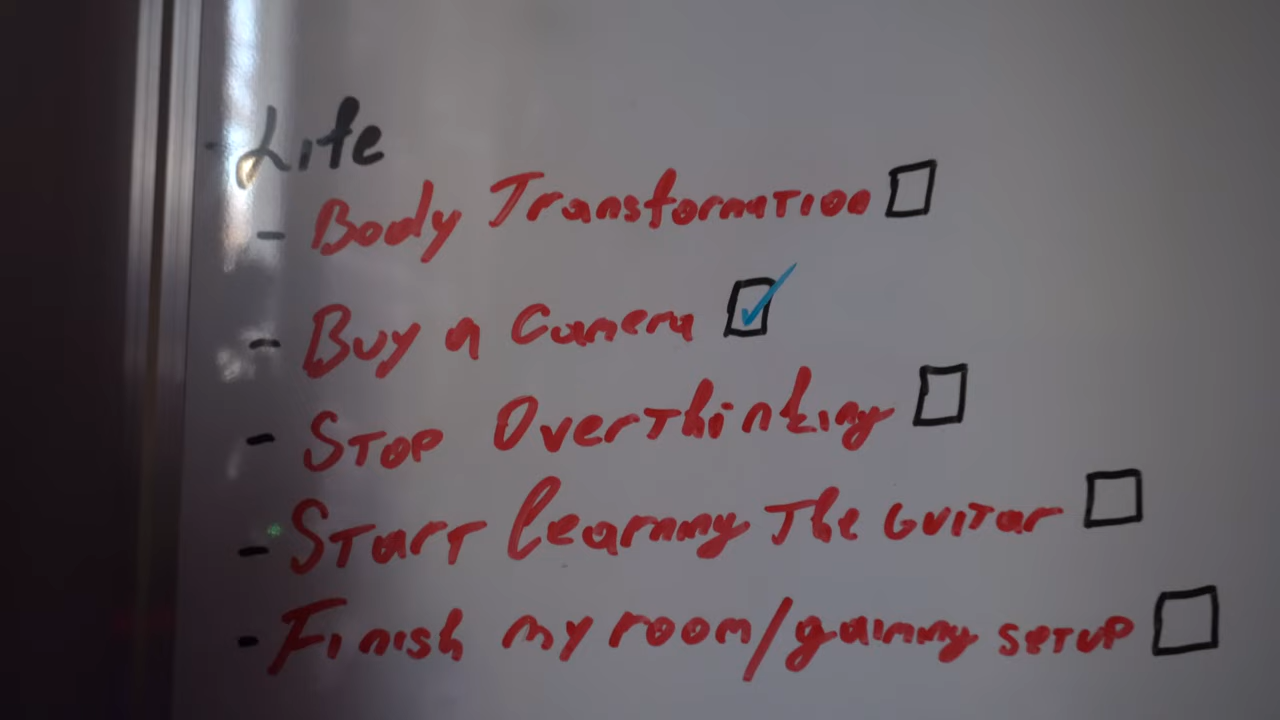 - Life
- Body Transformation
- Buy a Camera
- Stop Overthinking
- Start learning The Guitar
- Finish my room/gaming setup